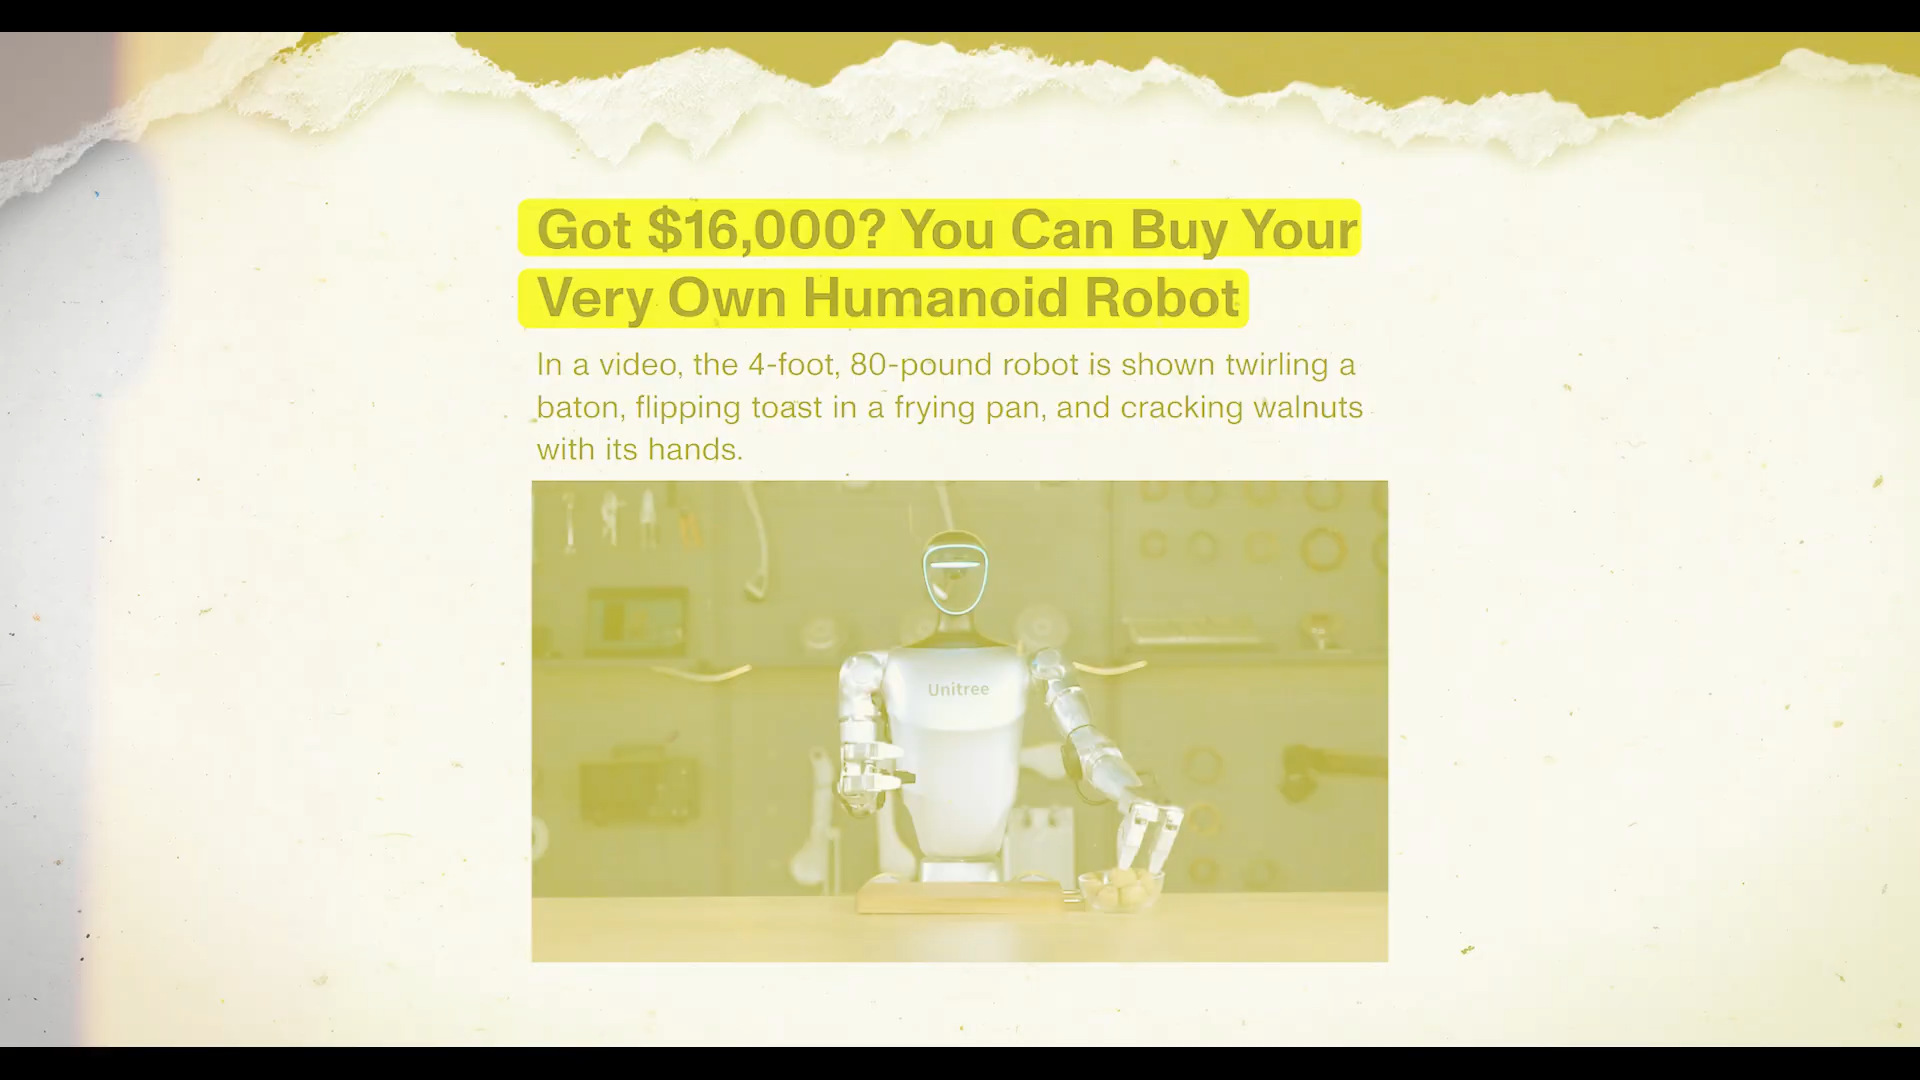 Got $16,000? You Can Buy Your
Very Own Humanoid Robot
In a video, the 4-foot, 80-pound robot is shown twirling a
baton, flipping toast in a frying pan, and cracking walnuts
with its hands.
Unitree